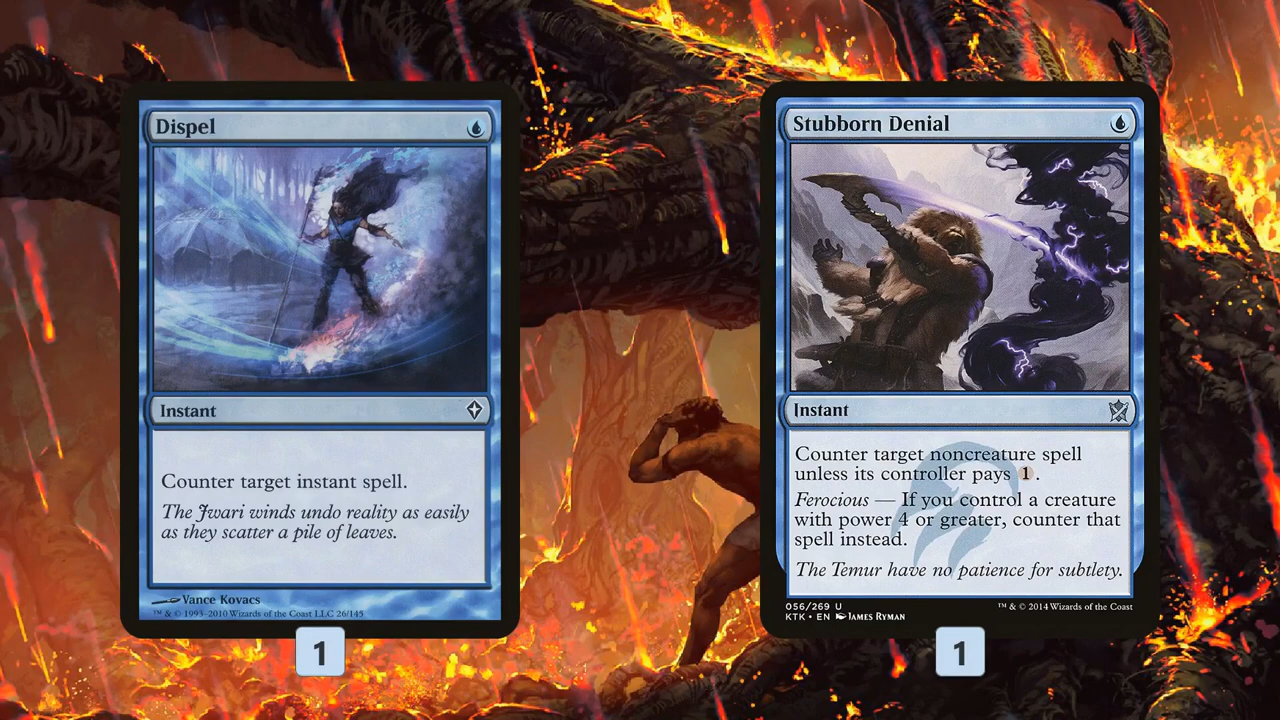 Dispel
Instant
Counter target instant spell.
The Jwari winds undo reality as easily
as they scatter a pile of leaves.
Vance Kovacs
™ & © 1993–2010 Wizards of the Coast LLC 26/145
1
Stubborn Denial
Instant
Counter target noncreature spell
unless its controller pays 1.
Ferocious — If you control a creature
with power 4 or greater, counter that
spell instead.
The Temur have no patience for subtlety.
056/269 U
KTK • EN James Ryman
™ & © 2014 Wizards of the Coast
1